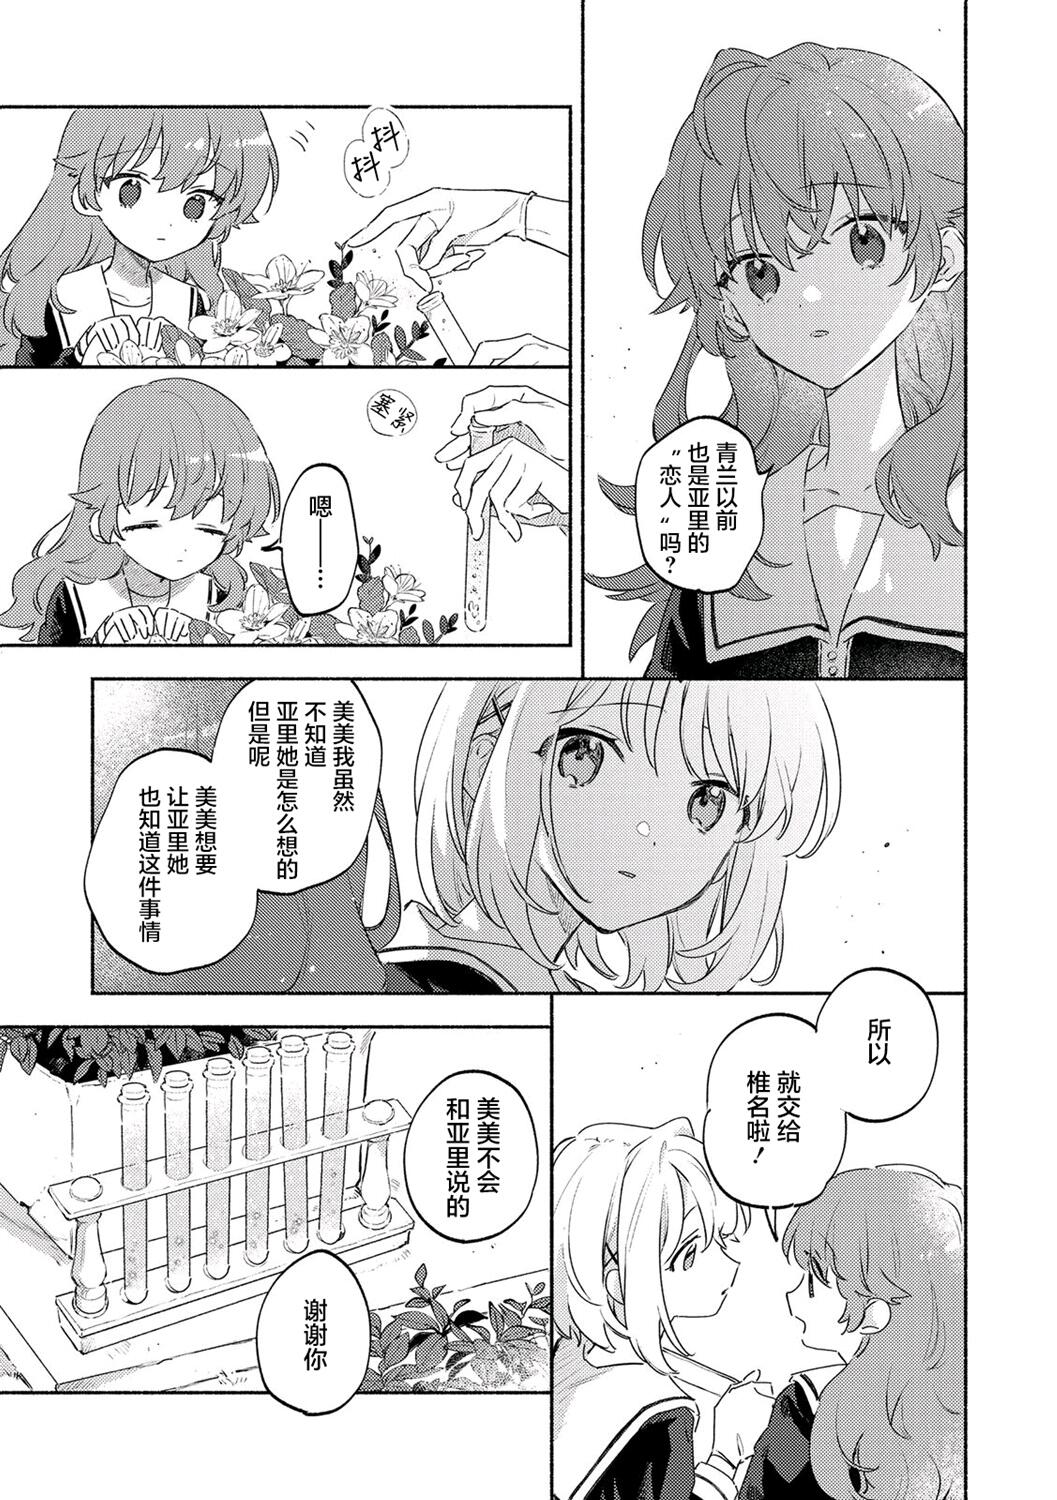 青兰以前
也是亚里的
“恋人”吗？
抖
抖
抖
塞紧
嗯——…
美美我虽然
不知道
亚里她是怎么想的
但是呢
美美想要
让亚里她
也知道这件事情
所以
就交给
椎名啦！
美美不会
和亚里说的
谢谢你